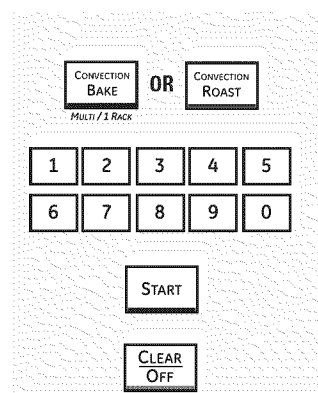 CONVECTION BAKE OR CONVECTION ROAST
MULTI / 1 RACK
1 2 3 4 5
6 7 8 9 0
START
CLEAR
OFF